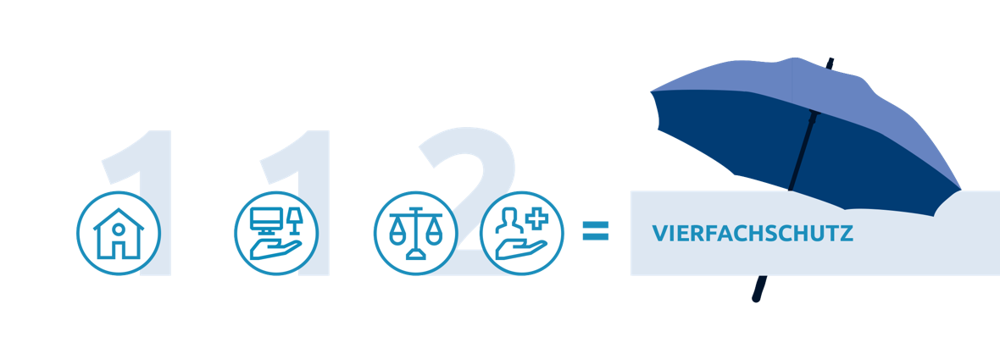 1 1 2 = VIERFACHSCHUTZ